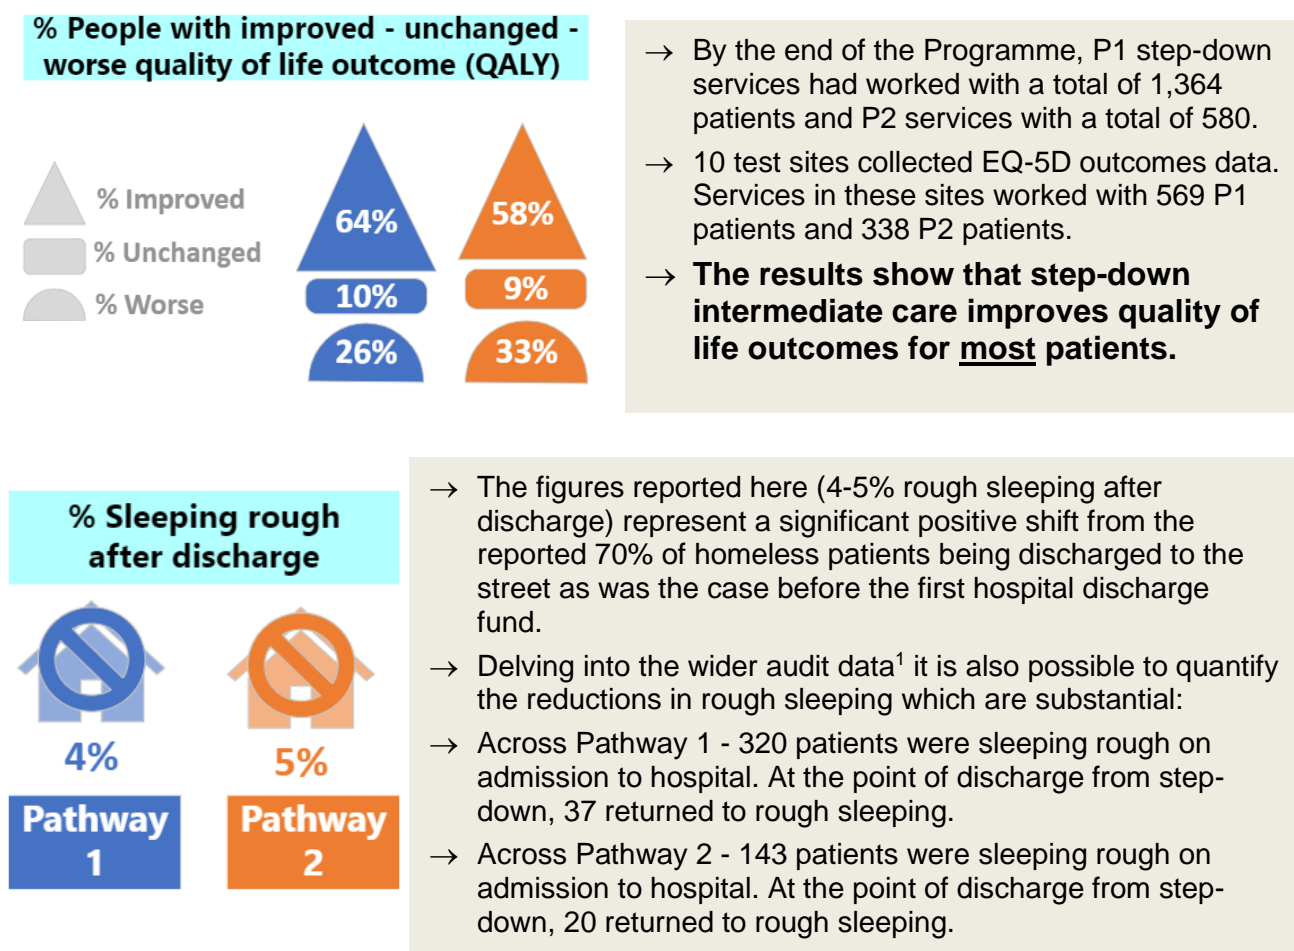 % People with improved - unchanged -
worse quality of life outcome (QALY)
% Improved
% Unchanged
% Worse
64%
58%
10%
9%
26%
33%
→ By the end of the Programme, P1 step-down
services had worked with a total of 1,364
patients and P2 services with a total of 580.
→ 10 test sites collected EQ-5D outcomes data.
Services in these sites worked with 569 P1
patients and 338 P2 patients.
→ The results show that step-down
intermediate care improves quality of
life outcomes for most patients.
% Sleeping rough
after discharge
4%
5%
Pathway
1
Pathway
2
→ The figures reported here (4-5% rough sleeping after
discharge) represent a significant positive shift from the
reported 70% of homeless patients being discharged to the
street as was the case before the first hospital discharge
fund.
→ Delving into the wider audit data1 it is also possible to quantify
the reductions in rough sleeping which are substantial:
→ Across Pathway 1 - 320 patients were sleeping rough on
admission to hospital. At the point of discharge from step-
down, 37 returned to rough sleeping.
→ Across Pathway 2 - 143 patients were sleeping rough on
admission to hospital. At the point of discharge from step-
down, 20 returned to rough sleeping.